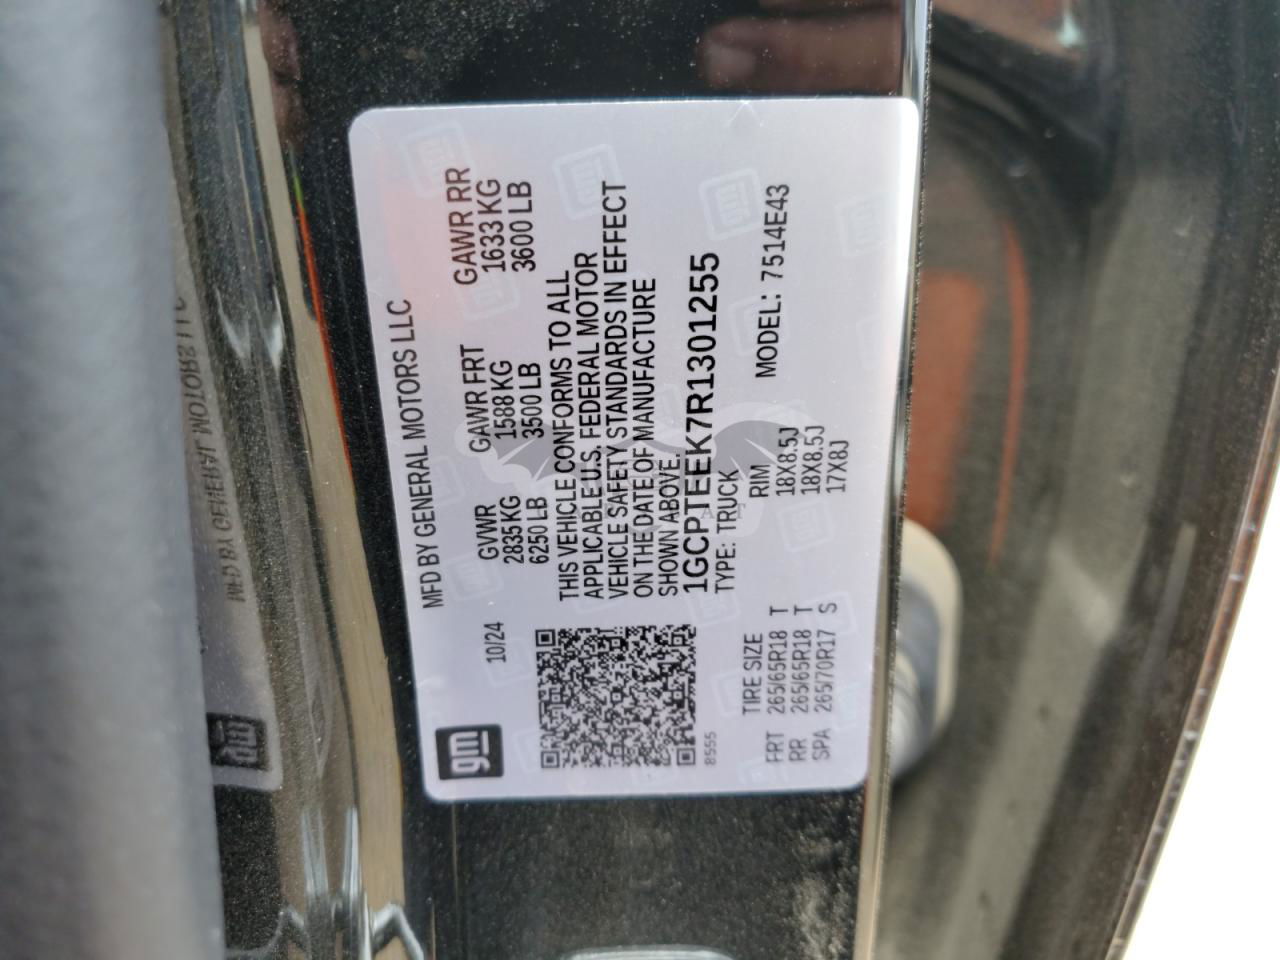 MFD BY GENERAL MOTORS LLC
10/24 GVWR GAWR FRT GAWR RR
2835 KG 1588 KG 1633 KG
6250 LB 3500 LB 3600 LB
THIS VEHICLE CONFORMS TO ALL
APPLICABLE U.S. FEDERAL MOTOR
VEHICLE SAFETY STANDARDS IN EFFECT
ON THE DATE OF MANUFACTURE
SHOWN ABOVE.
1GCPTEEK7R1301255
TYPE: TRUCK
gm
8555
MODEL: 7514E43
TIRE SIZE RIM
FRT 265/65R18 T 18X8.5J
RR 265/65R18 T 18X8.5J
SPA 265/70R17 S 17X8J